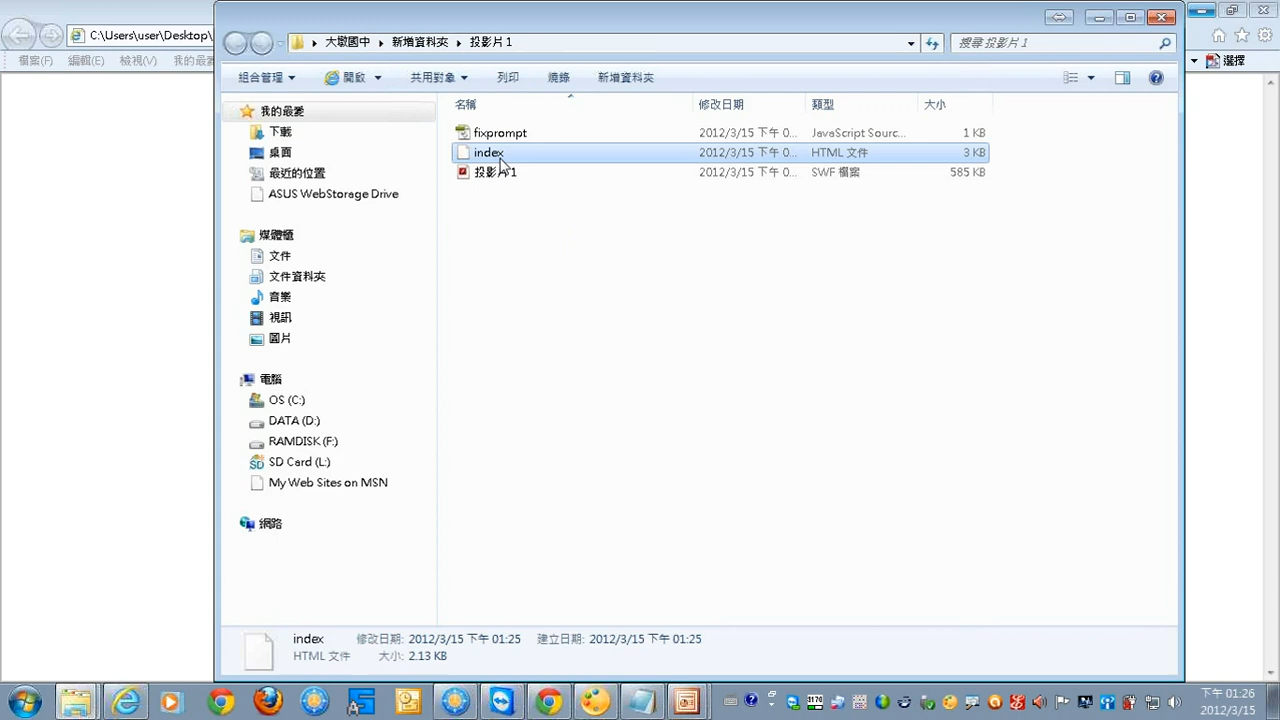 C:\Users\user\Desktop\
大墩國中 新增資料夾 投影片1
搜尋 投影片1
檔案(F) 編輯(E) 檢視(V) 我的最
選擇
組合管理 開啟 共用對象 列印 燒錄 新增資料夾
名稱 修改日期 類型 大小
fixprompt 2012/3/15 下午 0... JavaScript Sourc... 1 KB
index 2012/3/15 下午 0... HTML 文件 3 KB
投影片1 2012/3/15 下午 0... SWF 檔案 585 KB
我的最愛
下載
桌面
最近的位置
ASUS WebStorage Drive
媒體櫃
文件
文件資料夾
音樂
視訊
圖片
電腦
OS (C:)
DATA (D:)
RAMDISK (F:)
SD Card (L:)
My Web Sites on MSN
網路
index 修改日期: 2012/3/15 下午 01:25 建立日期: 2012/3/15 下午 01:25
HTML 文件 大小: 2.13 KB
下午 01:26
2012/3/15